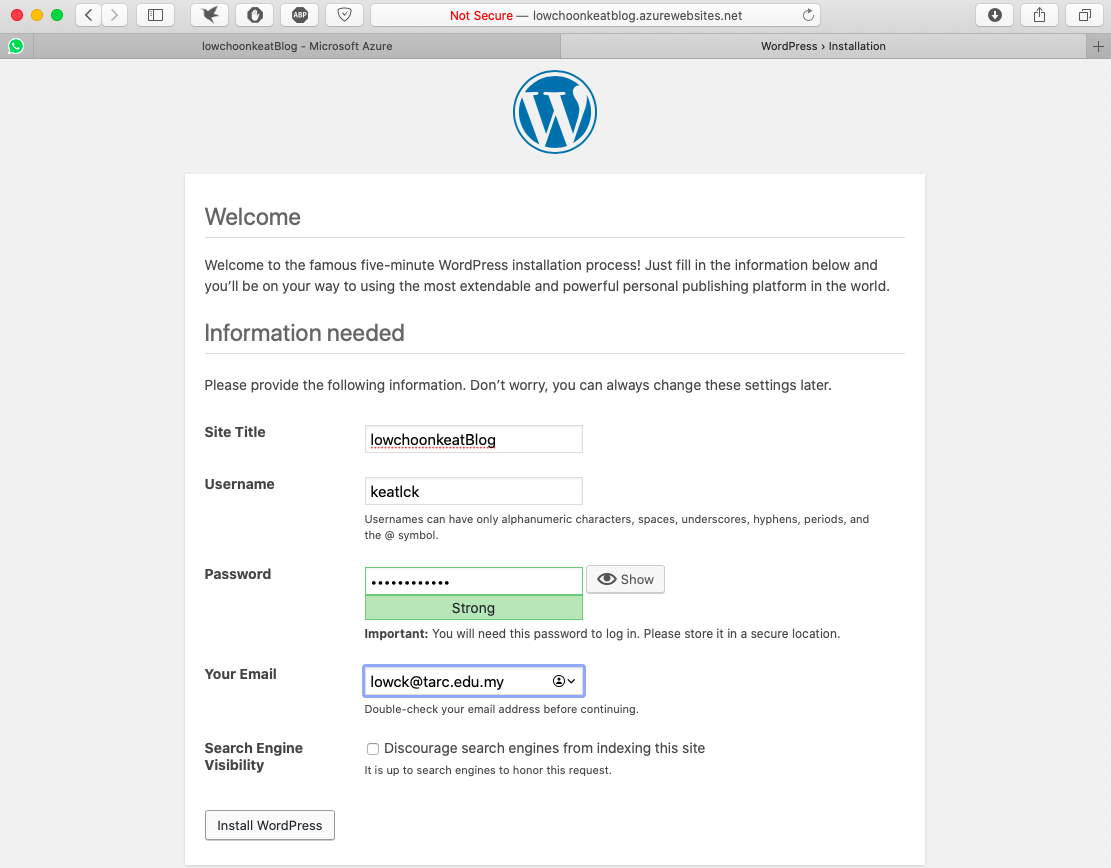 ABP
Not Secure — lowchoonkeatblog.azurewebsites.net
lowchoonkeatBlog - Microsoft Azure
WordPress › Installation
W
Welcome
Welcome to the famous five-minute WordPress installation process! Just fill in the information below and
you’ll be on your way to using the most extendable and powerful personal publishing platform in the world.
Information needed
Please provide the following information. Don’t worry, you can always change these settings later.
Site Title
lowchoonkeatBlog
Username
keatlck
Usernames can have only alphanumeric characters, spaces, underscores, hyphens, periods, and
the @ symbol.
Password
••••••••••••
Show
Strong
Important: You will need this password to log in. Please store it in a secure location.
Your Email
lowck@tarc.edu.my
Double-check your email address before continuing.
Search Engine
Visibility
Discourage search engines from indexing this site
It is up to search engines to honor this request.
Install WordPress